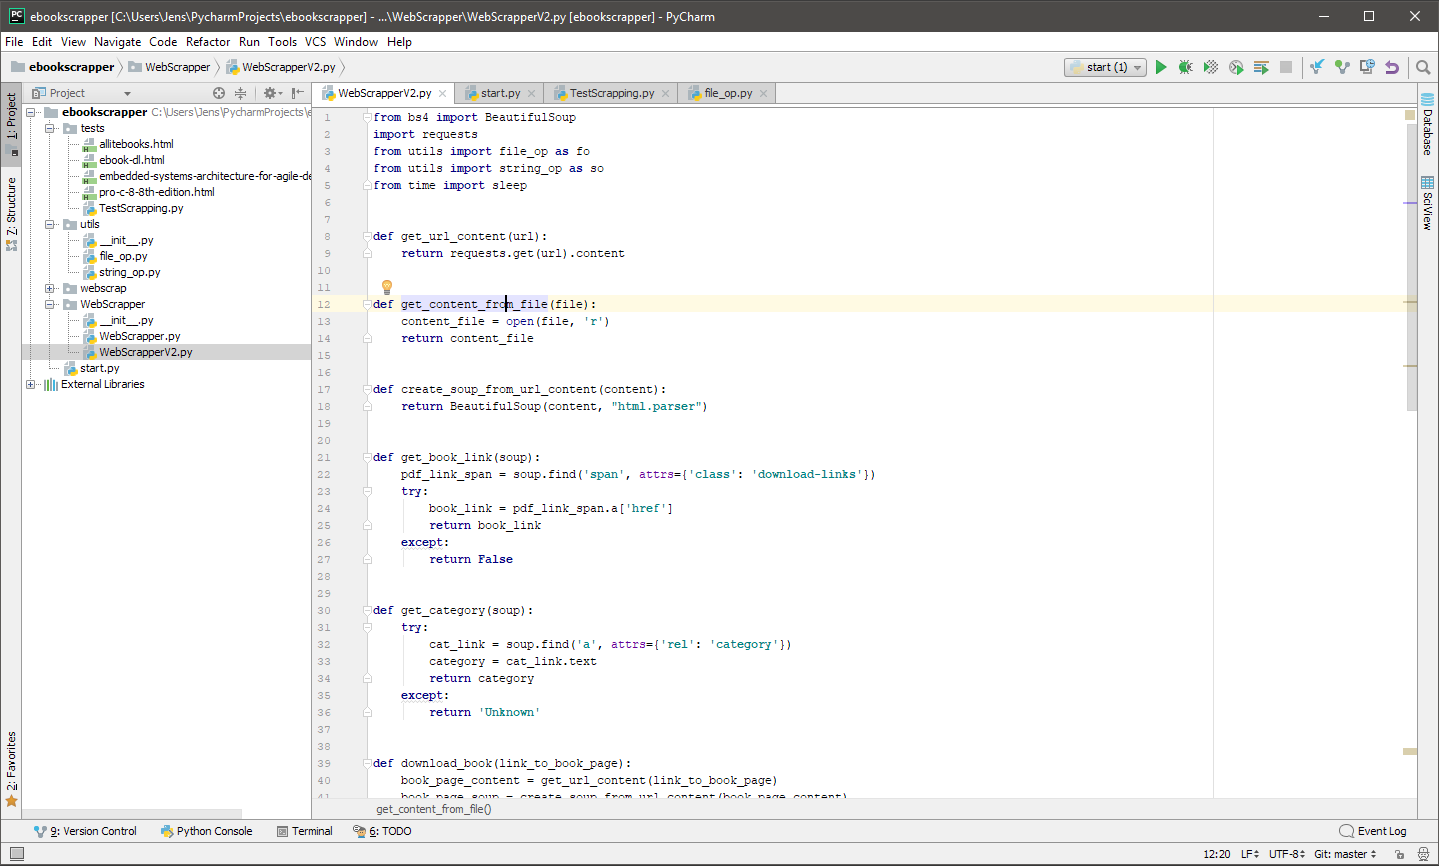 PC ebookscrapper [C:\Users\Jens\PycharmProjects\ebookscrapper] - ...\WebScrapper\WebScrapperV2.py [ebookscrapper] - PyCharm
File Edit View Navigate Code Refactor Run Tools VCS Window Help
ebookscrapper WebScrapper WebScrapperV2.py start (1)
Project
WebScrapperV2.py start.py TestScrapping.py file_op.py
1: Project
Z: Structure
2: Favorites
ebookscrapper C:\Users\Jens\PycharmProjects\e
tests
allitebooks.html
ebook-dl.html
embedded-systems-architecture-for-agile-de
pro-c-8-8th-edition.html
TestScrapping.py
utils
__init__.py
file_op.py
string_op.py
webscrap
WebScrapper
__init__.py
WebScrapper.py
WebScrapperV2.py
start.py
External Libraries
1 from bs4 import BeautifulSoup
2 import requests
3 from utils import file_op as fo
4 from utils import string_op as so
5 from time import sleep
6
7
8 def get_url_content(url):
9 return requests.get(url).content
10
11
12 def get_content_from_file(file):
13 content_file = open(file, 'r')
14 return content_file
15
16
17 def create_soup_from_url_content(content):
18 return BeautifulSoup(content, "html.parser")
19
20
21 def get_book_link(soup):
22 pdf_link_span = soup.find('span', attrs={'class': 'download-links'})
23 try:
24 book_link = pdf_link_span.a['href']
25 return book_link
26 except:
27 return False
28
29
30 def get_category(soup):
31 try:
32 cat_link = soup.find('a', attrs={'rel': 'category'})
33 category = cat_link.text
34 return category
35 except:
36 return 'Unknown'
37
38
39 def download_book(link_to_book_page):
40 book_page_content = get_url_content(link_to_book_page)
41 book_page_soup = create_soup_from_url_content(book_page_content)
get_content_from_file()
Database
SciView
9: Version Control Python Console Terminal 6: TODO Event Log
12:20 LF UTF-8 Git: master